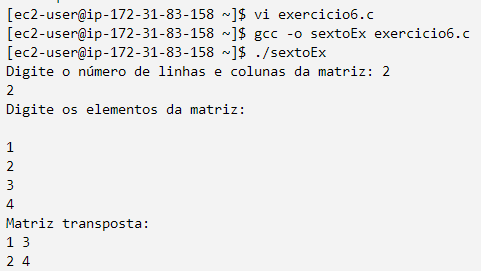 [ec2-user@ip-172-31-83-158 ~]$ vi exercicio6.c
[ec2-user@ip-172-31-83-158 ~]$ gcc -o sextoEx exercicio6.c
[ec2-user@ip-172-31-83-158 ~]$ ./sextoEx
Digite o número de linhas e colunas da matriz: 2
2
Digite os elementos da matriz:
1
2
3
4
Matriz transposta:
1 3
2 4